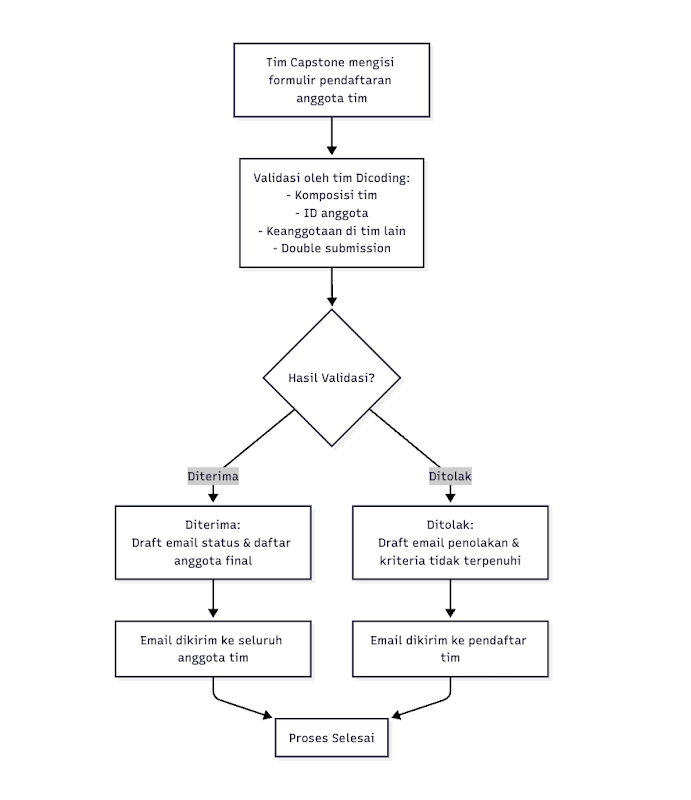 Tim Capstone mengisi
formulir pendaftaran
anggota tim
Validasi oleh tim Dicoding:
- Komposisi tim
- ID anggota
- Keanggotaan di tim lain
- Double submission
Hasil Validasi?
Diterima
Ditolak
Diterima:
Draft email status & daftar
anggota final
Ditolak:
Draft email penolakan &
kriteria tidak terpenuhi
Email dikirim ke seluruh
anggota tim
Email dikirim ke pendaftar
tim
Proses Selesai